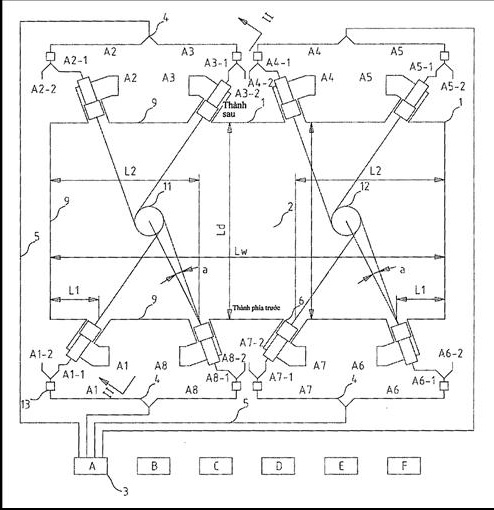 4
II
A2
A3
A4
A5
A2-1
A3-1
A4-1
A5-1
A2-2
A2
A3
A3-2
A4-2
A4
A5
A5-2
9
Thành
sau
1
1
L2
L2
11
12
9
2
Ld
5
Lw
a
a
L1
L1
9
Thành phía trước
6
A1-2
A1-1
A1
A8
A8-2
A8-1
A7-2
A7-1
A7
A6
A6-2
A6-1
13
A1
II
4
A8
5
A7
4
A6
A
B
C
D
E
F
3